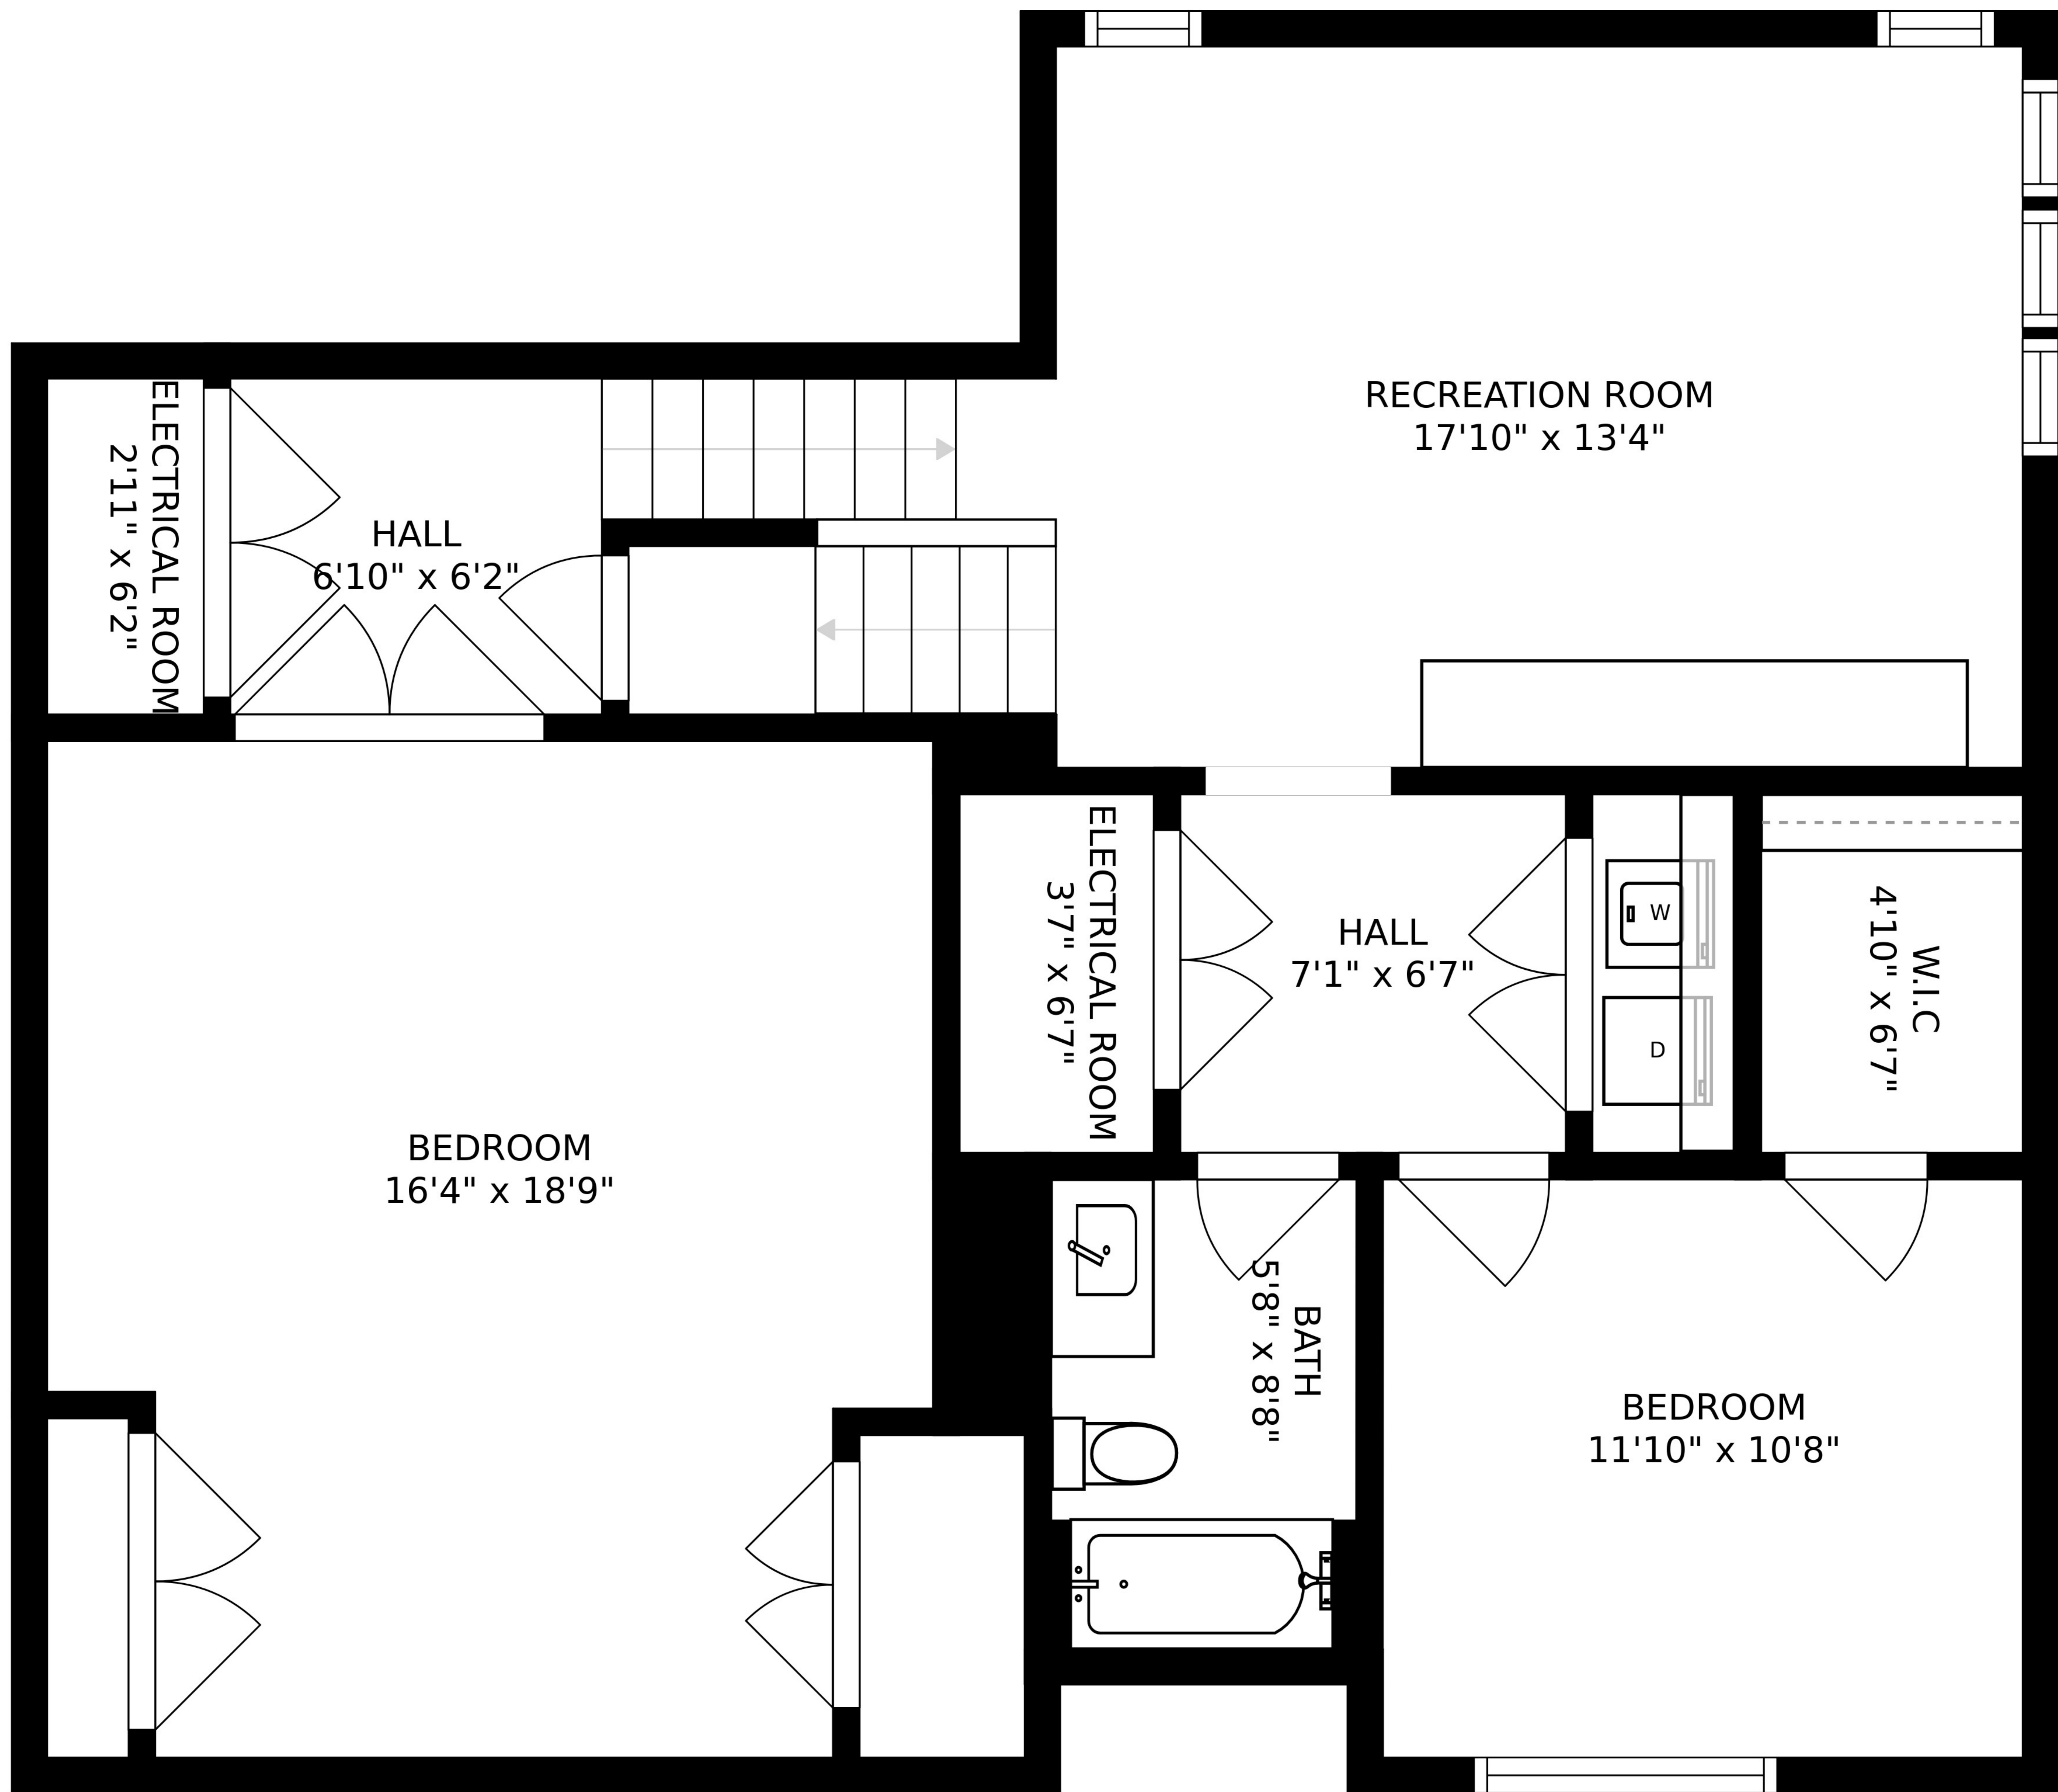 RECREATION ROOM
17'10" x 13'4"
ELECTRICAL ROOM
2'11" x 6'2"
HALL
6'10" x 6'2"
ELECTRICAL ROOM
3'7" x 6'7"
HALL
7'1" x 6'7"
W
D
W.I.C
4'10" x 6'7"
BEDROOM
16'4" x 18'9"
BATH
5'8" x 8'8"
BEDROOM
11'10" x 10'8"